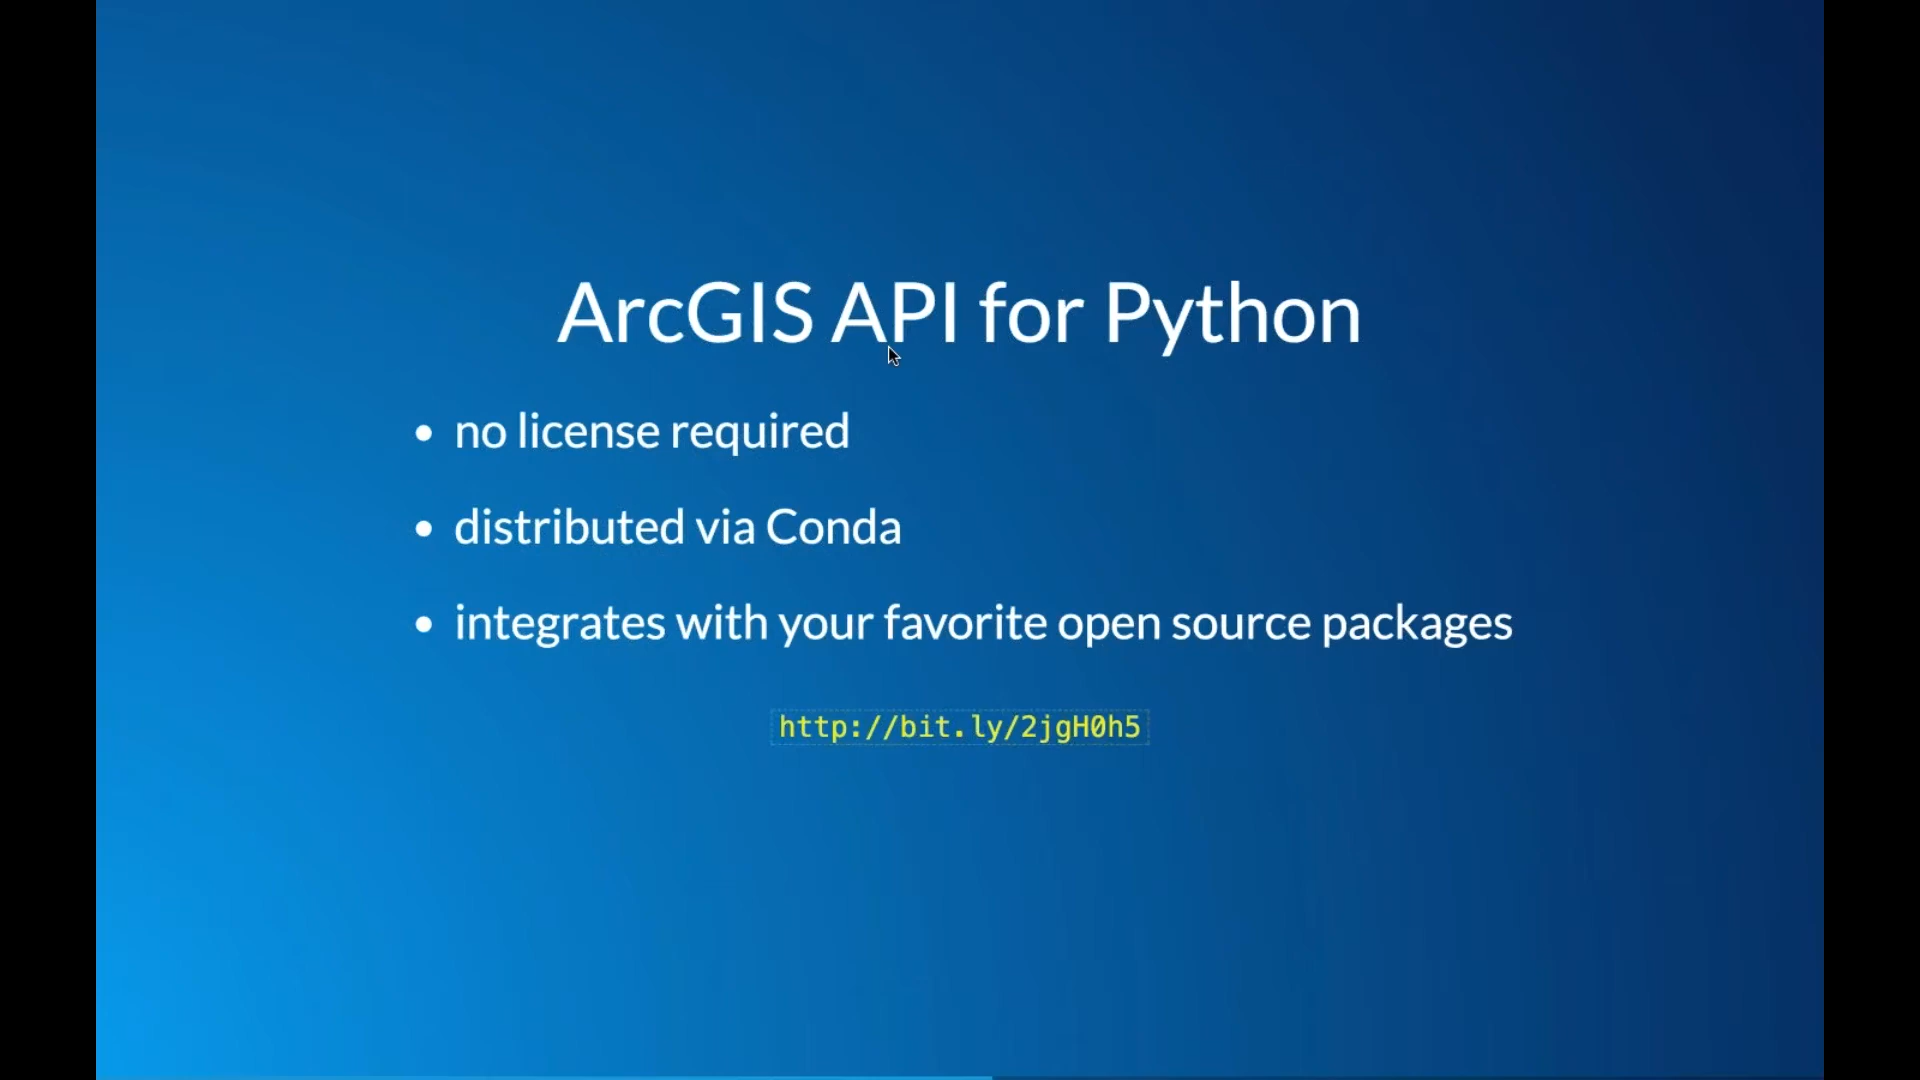 ArcGIS API for Python
• no license required
• distributed via Conda
• integrates with your favorite open source packages
http://bit.ly/2jgH0h5